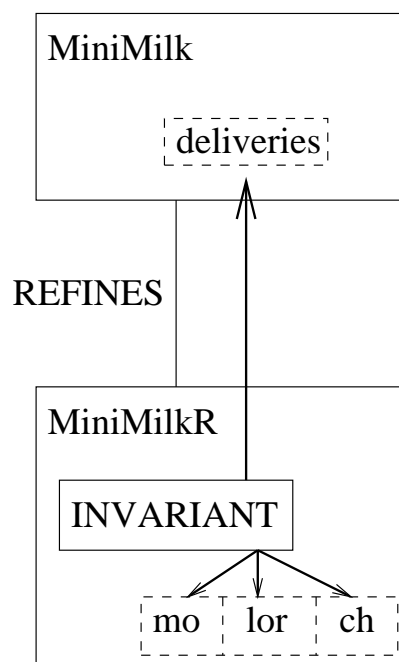 MiniMilk
deliveries
REFINES
MiniMilkR
INVARIANT
mo lor ch